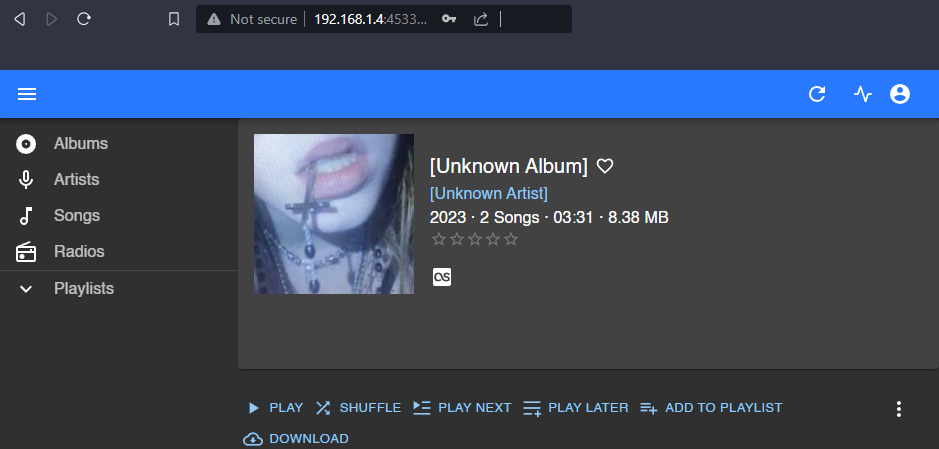 Not secure 192.168.1.4:4533...
Albums
Artists
Songs
Radios
Playlists
[Unknown Album]
[Unknown Artist]
2023 · 2 Songs · 03:31 · 8.38 MB
PLAY SHUFFLE PLAY NEXT PLAY LATER ADD TO PLAYLIST
DOWNLOAD